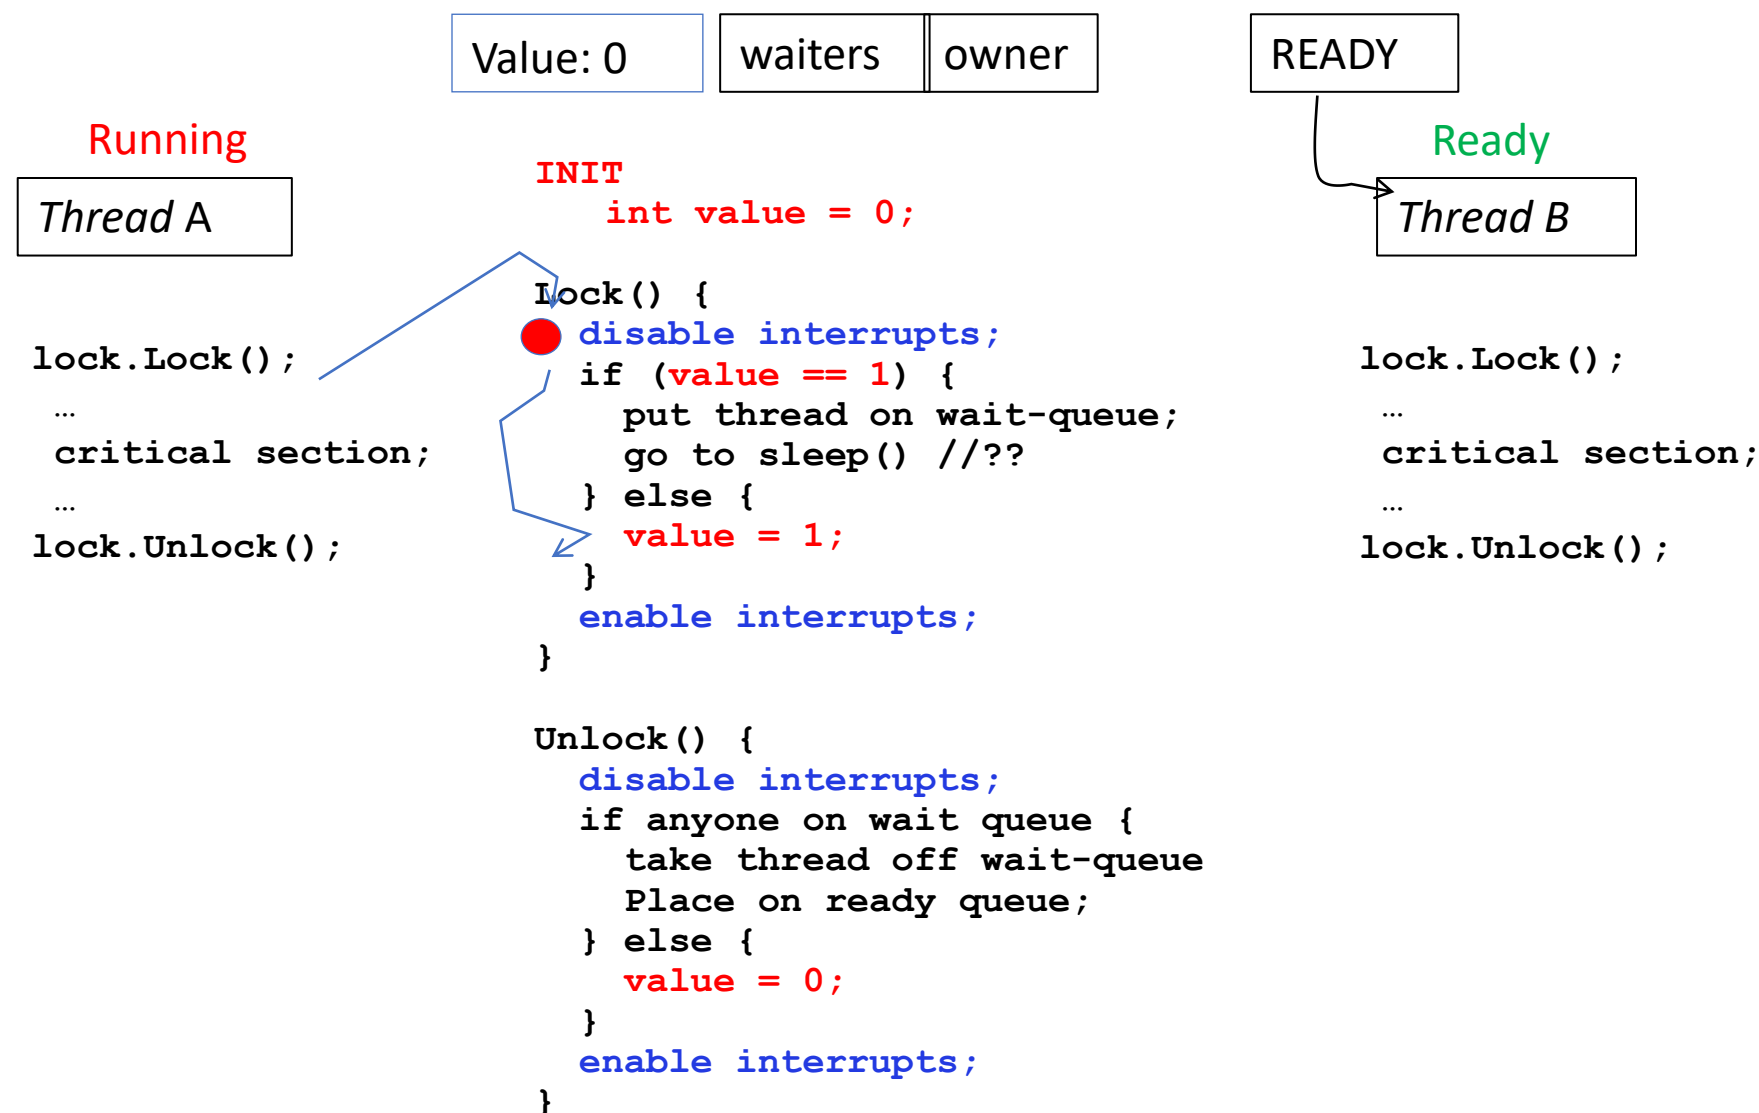 Value: 0 waiters owner READY
Running Ready
Thread A
Thread B
INIT
int value = 0;
Lock() {
disable interrupts;
if (value == 1) {
put thread on wait-queue;
go to sleep() //??
} else {
value = 1;
}
enable interrupts;
}
Unlock() {
disable interrupts;
if anyone on wait queue {
take thread off wait-queue
Place on ready queue;
} else {
value = 0;
}
enable interrupts;
}
lock.Lock();
…
critical section;
…
lock.Unlock();
lock.Lock();
…
critical section;
…
lock.Unlock();